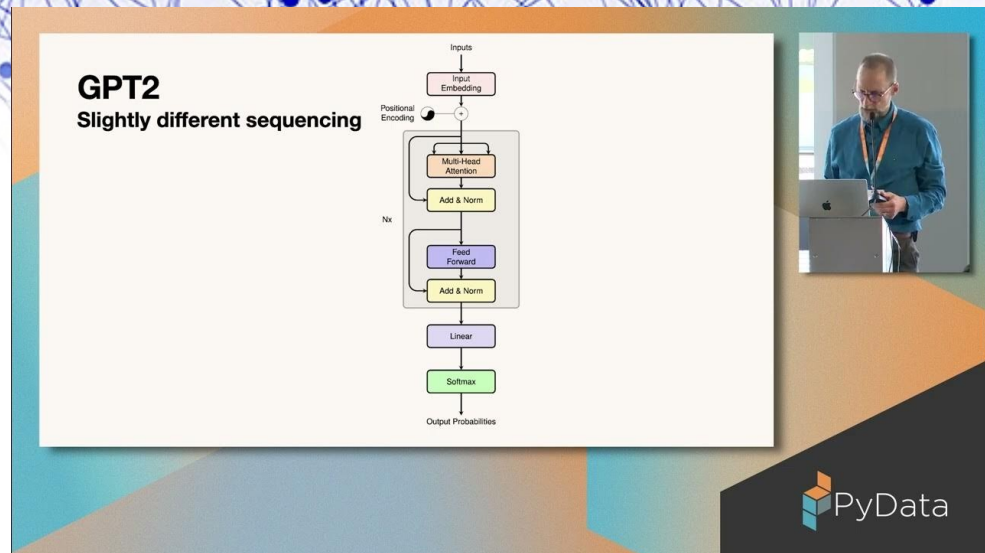 GPT2
Slightly different sequencing
Inputs
Input
Embedding
Positional
Encoding
+
Multi-Head
Attention
Add & Norm
Nx
Feed
Forward
Add & Norm
Linear
Softmax
Output Probabilities
PyData